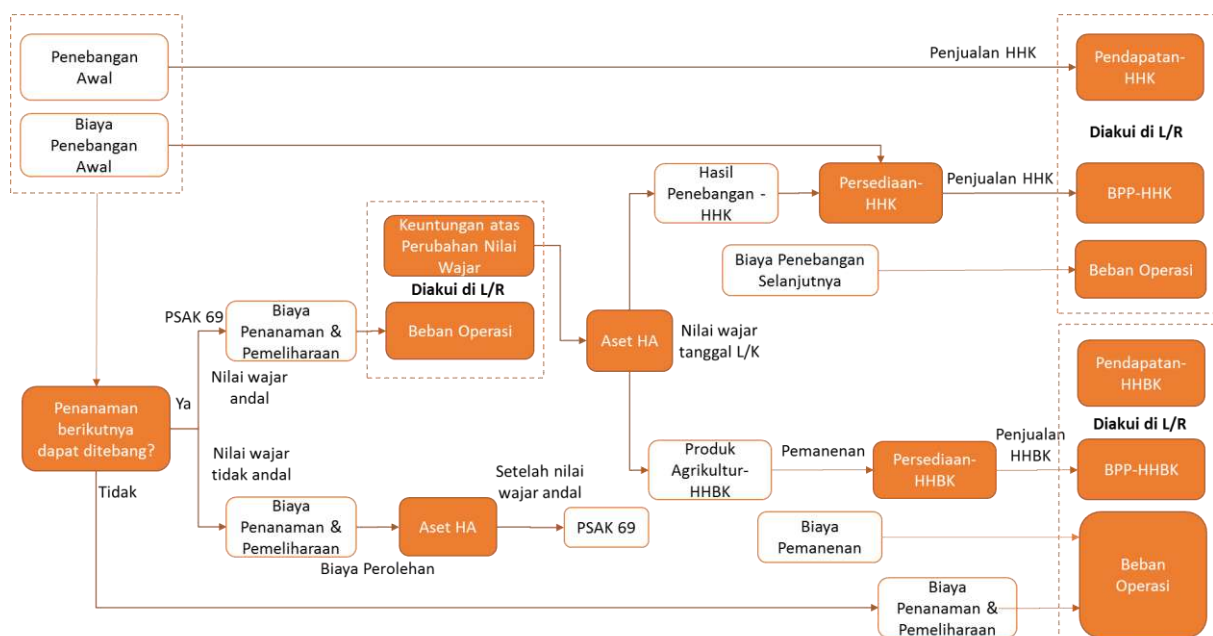 Penebangan
Awal
Penjualan HHK
Pendapatan-
HHK
Biaya
Penebangan
Awal
Diakui di L/R
Hasil
Penebangan -
HHK
Persediaan-
HHK
Penjualan HHK
BPP-HHK
Keuntungan atas
Perubahan Nilai
Wajar
Diakui di L/R
Beban Operasi
Biaya Penebangan
Selanjutnya
Beban Operasi
PSAK 69
Biaya
Penanaman &
Pemeliharaan
Nilai wajar
andal
Aset HA
Nilai wajar
tanggal L/K
Pendapatan-
HHBK
Diakui di L/R
Penanaman
berikutnya
dapat ditebang?
Ya
Tidak
Nilai wajar
tidak andal
Biaya
Penanaman &
Pemeliharaan
Aset HA
Biaya Perolehan
Setelah nilai
wajar andal
PSAK 69
Produk
Agrikultur-
HHBK
Pemanenan
Persediaan-
HHBK
Penjualan
HHBK
BPP-HHBK
Biaya
Pemanenan
Beban
Operasi
Biaya
Penanaman &
Pemeliharaan